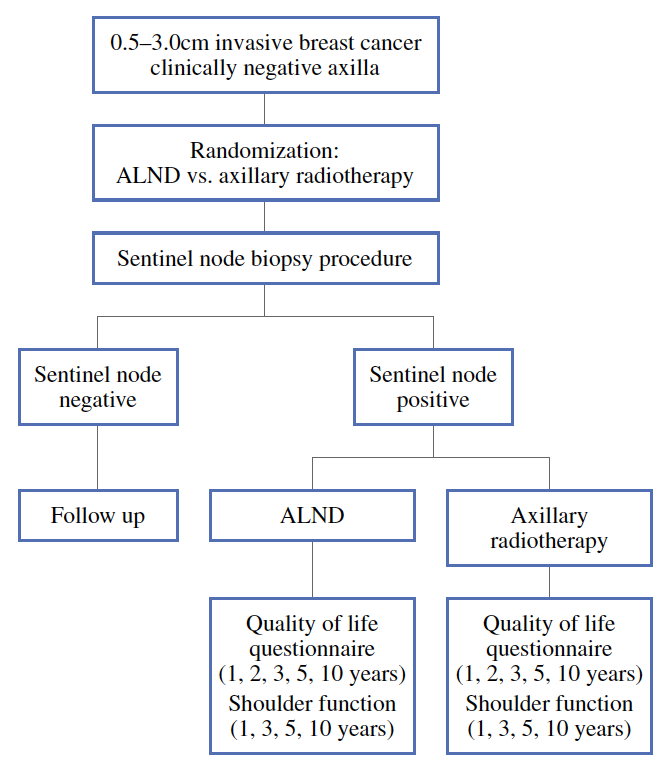 0.5–3.0cm invasive breast cancer
clinically negative axilla
Randomization:
ALND vs. axillary radiotherapy
Sentinel node biopsy procedure
Sentinel node
negative
Sentinel node
positive
Follow up
ALND
Axillary
radiotherapy
Quality of life
questionnaire
(1, 2, 3, 5, 10 years)
Shoulder function
(1, 3, 5, 10 years)
Quality of life
questionnaire
(1, 2, 3, 5, 10 years)
Shoulder function
(1, 3, 5, 10 years)